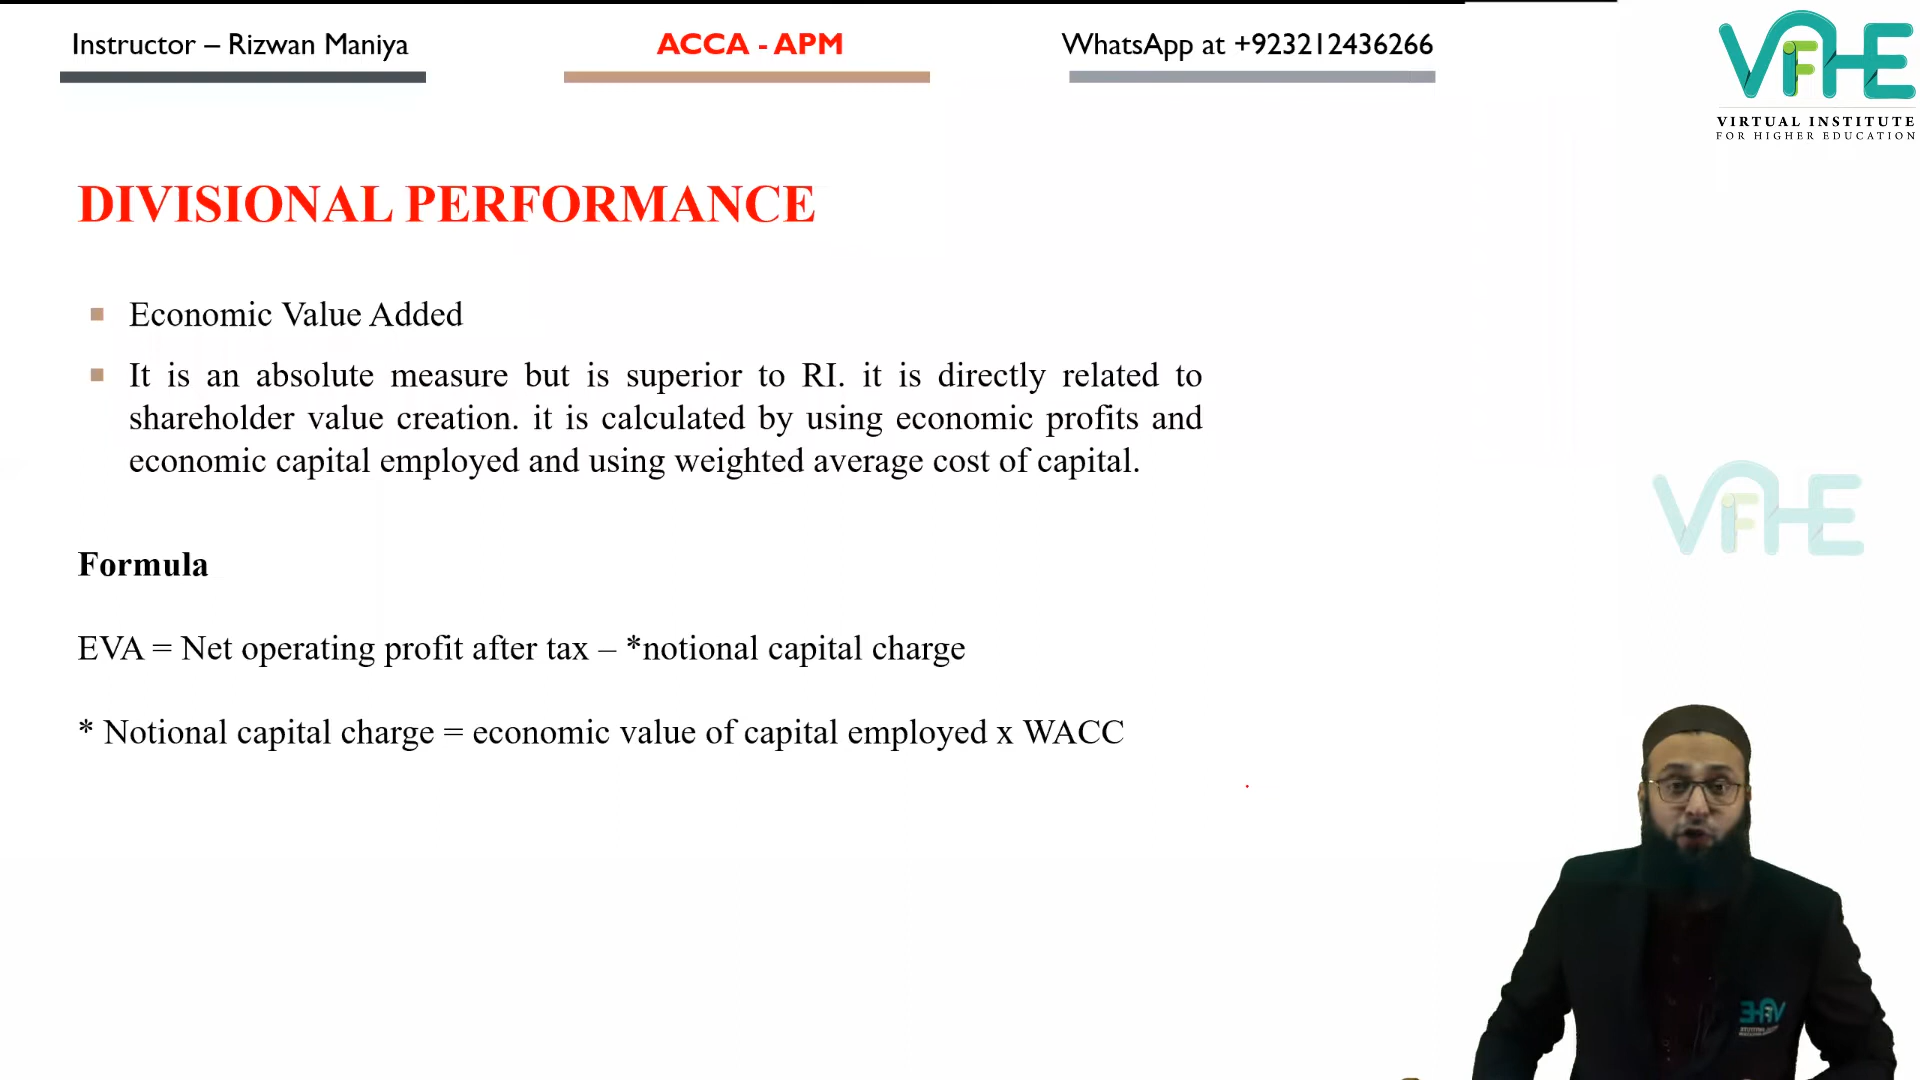 Instructor – Rizwan Maniya
ACCA - APM
WhatsApp at +923212436266
VIFHE
VIRTUAL INSTITUTE
FOR HIGHER EDUCATION
DIVISIONAL PERFORMANCE
Economic Value Added
It is an absolute measure but is superior to RI. it is directly related to
shareholder value creation. it is calculated by using economic profits and
economic capital employed and using weighted average cost of capital.
VIFHE
Formula
EVA = Net operating profit after tax – *notional capital charge
* Notional capital charge = economic value of capital employed x WACC